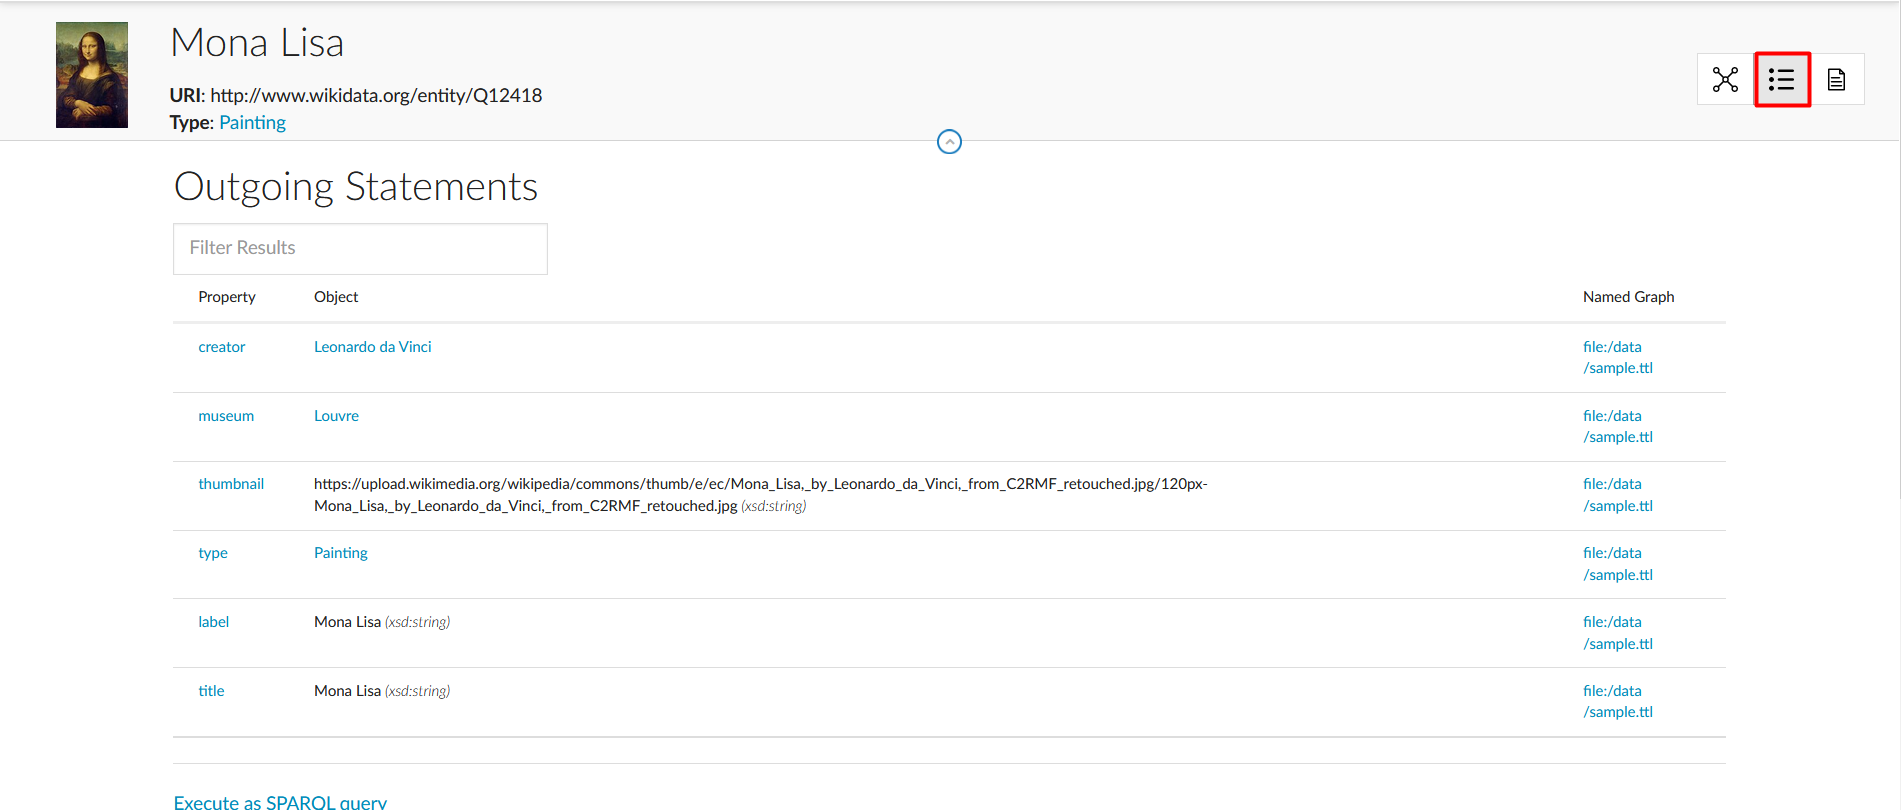 Mona Lisa
URI: http://www.wikidata.org/entity/Q12418
Type: Painting
Outgoing Statements
Filter Results
Property Object Named Graph
creator Leonardo da Vinci file:/data
/sample.ttl
museum Louvre file:/data
/sample.ttl
thumbnail https://upload.wikimedia.org/wikipedia/commons/thumb/e/ec/Mona_Lisa,_by_Leonardo_da_Vinci,_from_C2RMF_retouched.jpg/120px- file:/data
Mona_Lisa,_by_Leonardo_da_Vinci,_from_C2RMF_retouched.jpg (xsd:string) /sample.ttl
type Painting file:/data
/sample.ttl
label Mona Lisa (xsd:string) file:/data
/sample.ttl
title Mona Lisa (xsd:string) file:/data
/sample.ttl
Execute as SPARQL query